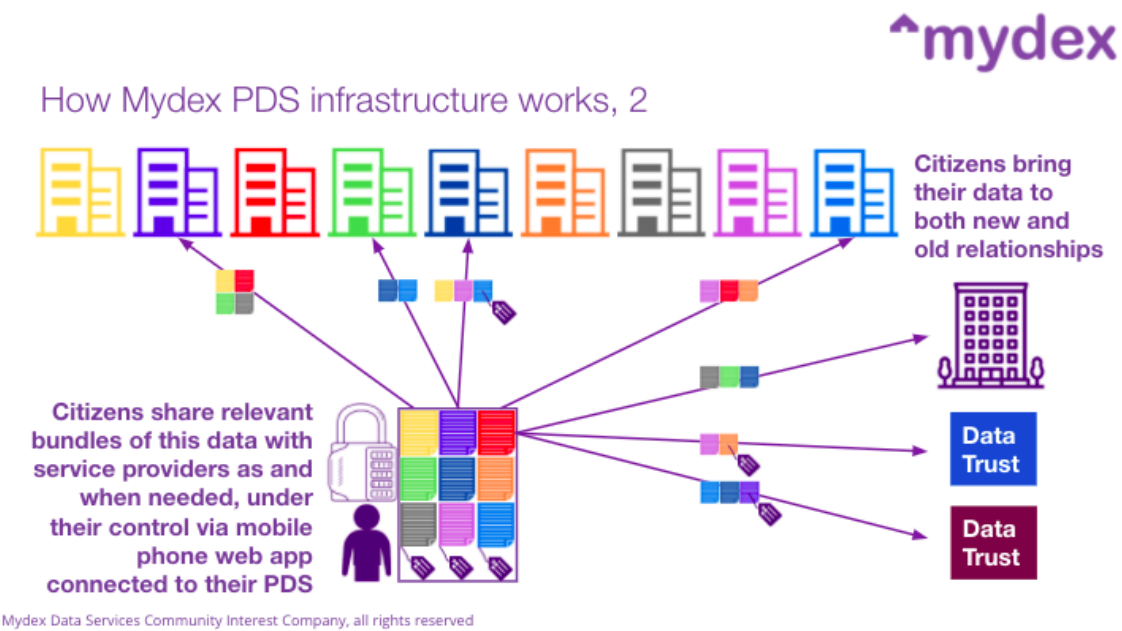 mydex
How Mydex PDS infrastructure works, 2
Citizens bring
their data to
both new and
old relationships
Citizens share relevant
bundles of this data with
service providers as and
when needed, under
their control via mobile
phone web app
connected to their PDS
Data
Trust
Data
Trust
Mydex Data Services Community Interest Company, all rights reserved